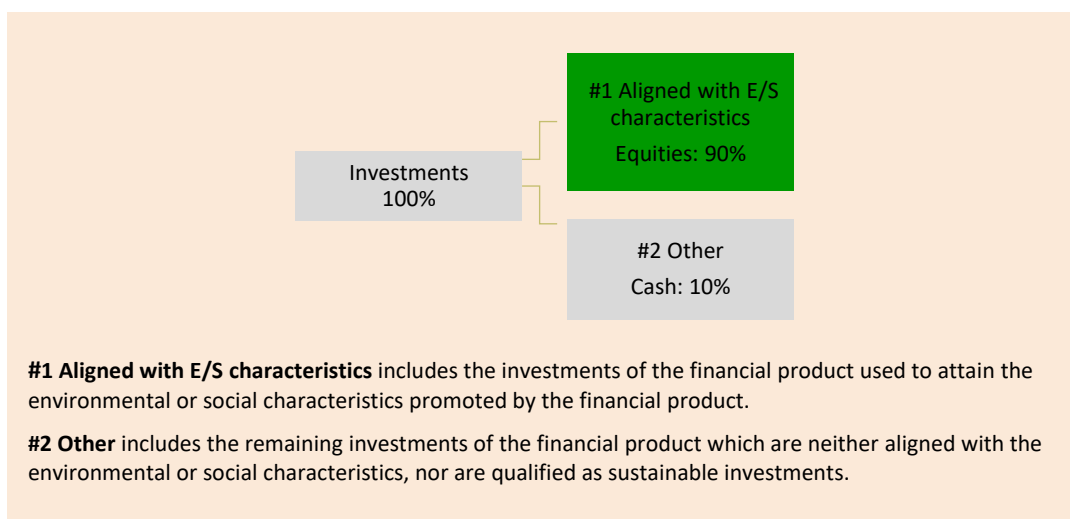 #1 Aligned with E/S
characteristics
Equities: 90%
Investments
100%
#2 Other
Cash: 10%
#1 Aligned with E/S characteristics includes the investments of the financial product used to attain the
environmental or social characteristics promoted by the financial product.
#2 Other includes the remaining investments of the financial product which are neither aligned with the
environmental or social characteristics, nor are qualified as sustainable investments.